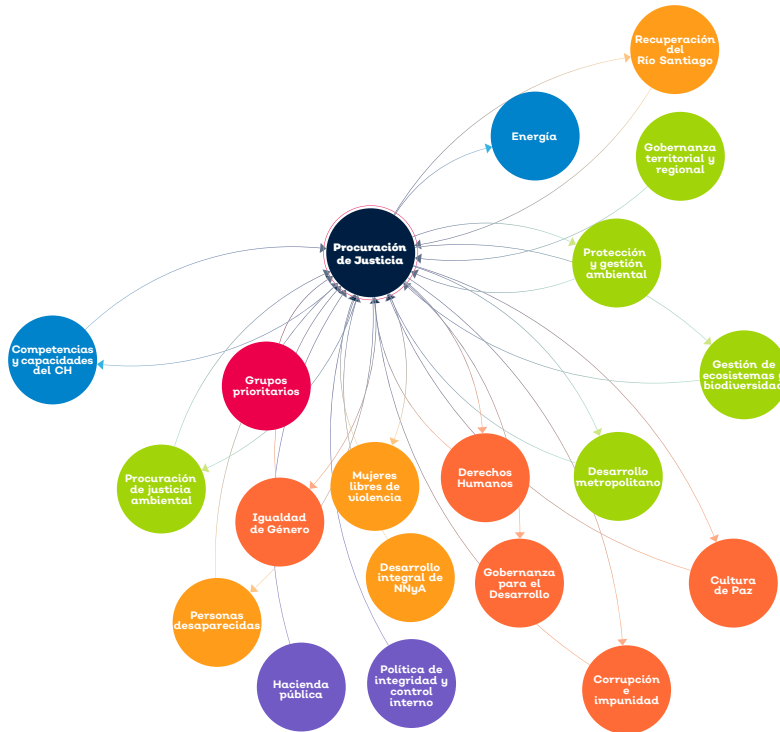 Recuperación
del
Río Santiago
Energía
Gobernanza
territorial y
regional
Procuración
de Justicia
Protección
y gestión
ambiental
Competencias
y capacidades
del CH
Grupos
prioritarios
Gestión de
ecosistemas y
biodiversidad
Procuración
de justicia
ambiental
Mujeres
libres de
violencia
Derechos
Humanos
Desarrollo
metropolitano
Igualdad
de Género
Desarrollo
integral de
NNyA
Gobernanza
para el
Desarrollo
Cultura
de Paz
Personas
desaparecidas
Hacienda
pública
Política de
integridad y
control
interno
Corrupción
e
impunidad